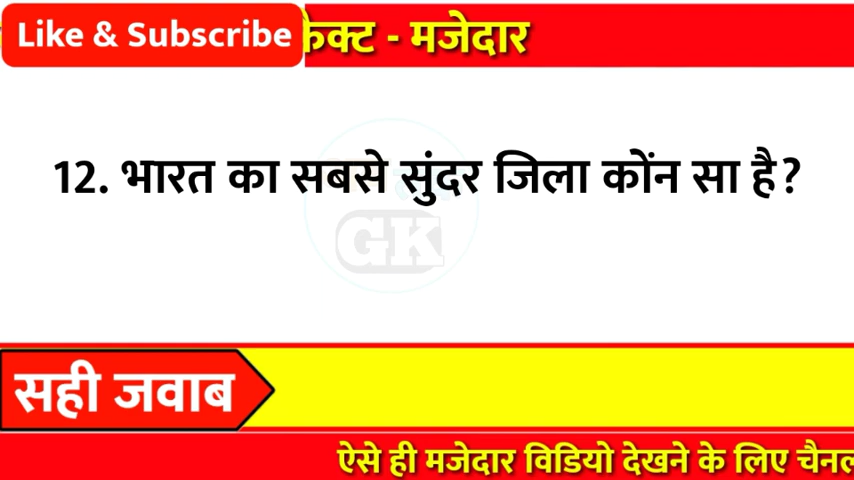 Like & Subscribe
फेक्ट - मजेदार
12. भारत का सबसे सुंदर जिला कोंन सा है?
GK
सही जवाब
ऐसे ही मजेदार विडियो देखने के लिए चैनल